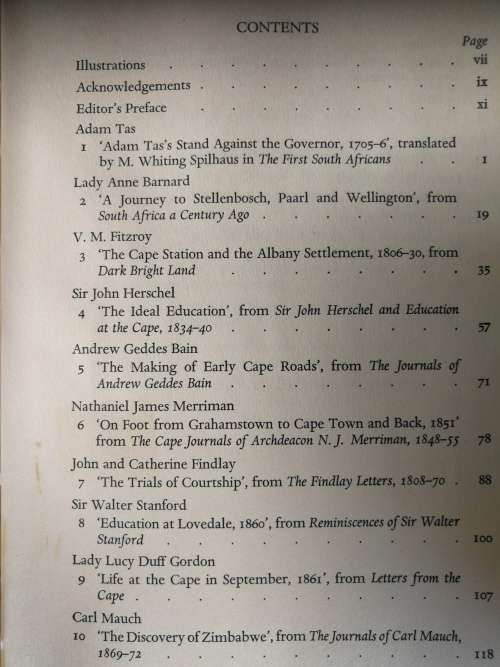 CONTENTS
Page
Illustrations . . . . . . . . vii
Acknowledgements . . . . . . . ix
Editor's Preface . . . . . . . xi
Adam Tas
1 'Adam Tas's Stand Against the Governor, 1705–6', translated
by M. Whiting Spilhaus in The First South Africans . . 1
Lady Anne Barnard
2 'A Journey to Stellenbosch, Paarl and Wellington', from
South Africa a Century Ago . . . . . . 19
V. M. Fitzroy
3 'The Cape Station and the Albany Settlement, 1806–30, from
Dark Bright Land . . . . . . . 35
Sir John Herschel
4 'The Ideal Education', from Sir John Herschel and Education
at the Cape, 1834–40 . . . . . . . 57
Andrew Geddes Bain
5 'The Making of Early Cape Roads', from The Journals of
Andrew Geddes Bain . . . . . . . 71
Nathaniel James Merriman
6 'On Foot from Grahamstown to Cape Town and Back, 1851'
from The Cape Journals of Archdeacon N. J. Merriman, 1848–55 78
John and Catherine Findlay
7 'The Trials of Courtship', from The Findlay Letters, 1808–70 . 88
Sir Walter Stanford
8 'Education at Lovedale, 1860', from Reminiscences of Sir Walter
Stanford . . . . . . . . . 100
Lady Lucy Duff Gordon
9 'Life at the Cape in September, 1861', from Letters from the
Cape . . . . . . . . . . 107
Carl Mauch
10 'The Discovery of Zimbabwe', from The Journals of Carl Mauch,
1869–72 . . . . . . . . . 118